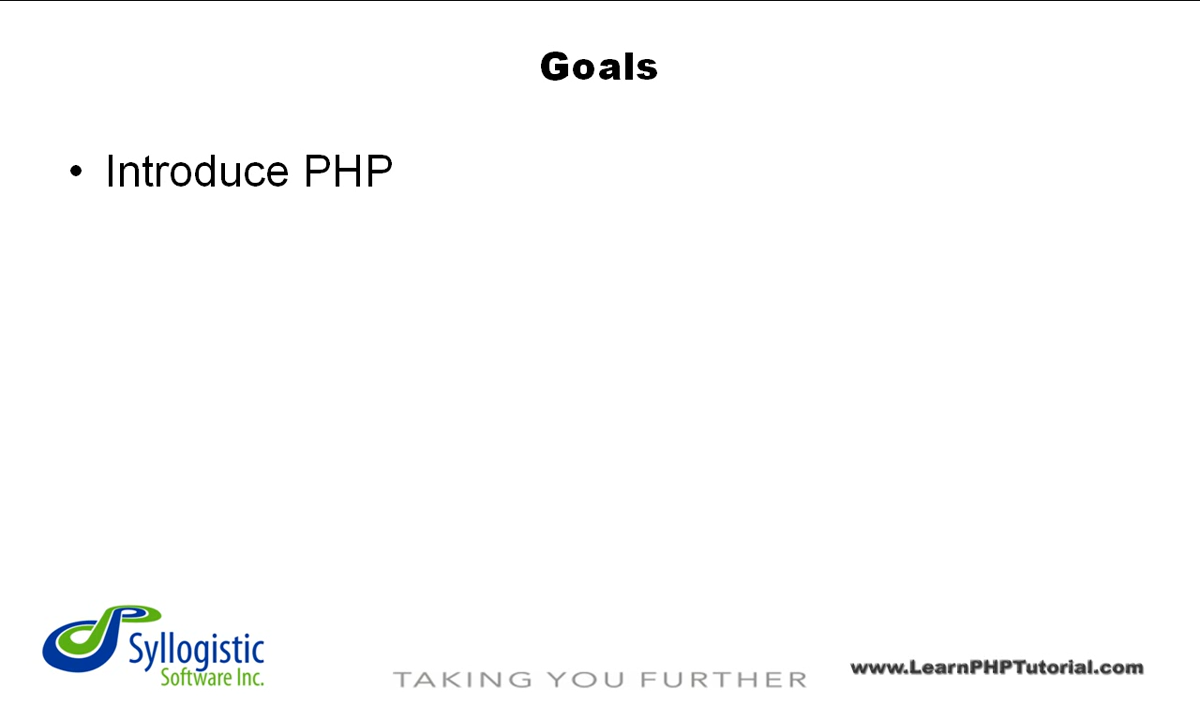 Goals
• Introduce PHP
Syllogistic
Software Inc.
TAKING YOU FURTHER
www.LearnPHPTutorial.com